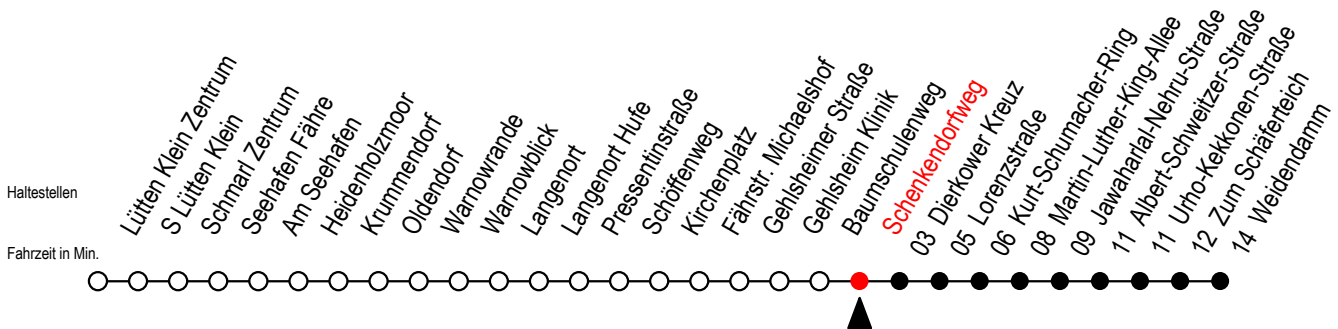 Haltestellen
Fahrzeit in Min.
Lütten Klein Zentrum
S Lütten Klein
Schmarl Zentrum
Seehafen Fähre
Am Seehafen
Heidenholzmoor
Krummendorf
Oldendorf
Warnowrande
Warnowblick
Langenort
Langenort Hufe
Pressentinstraße
Schöffenweg
Kirchenplatz
Fährstr. Michaelshof
Gehlsheimer Straße
Gehlsheim Klinik
Baumschulenweg
Schenkendorfweg
03 Dierkower Kreuz
05 Lorenzstraße
06 Kurt-Schumacher-Ring
08 Martin-Luther-King-Allee
09 Jawaharlal-Nehru-Straße
11 Albert-Schweitzer-Straße
11 Urho-Kekkonen-Straße
12 Zum Schäferteich
14 Weidendamm